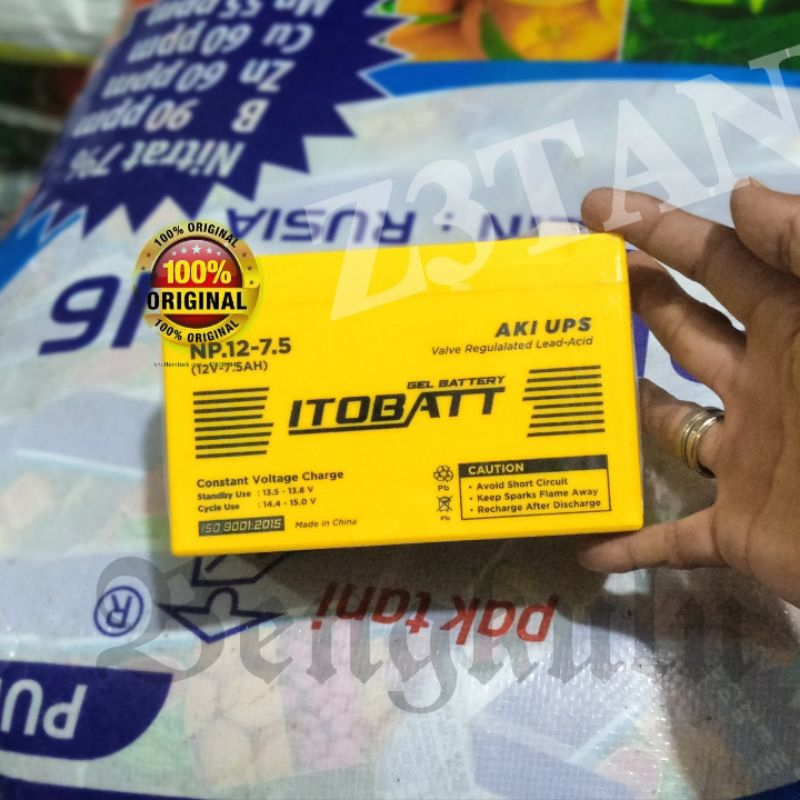 Mn 55 ppm
Cu 60 ppm
Zn 60 ppm
B 90 ppm
Nitrat 7%
: RUSIA
16
Z3TAN
100% ORIGINAL
100%
ORIGINAL
100% ORIGINAL
NP.12-7.5
(12V-7.5AH)
AKI UPS
Valve Regulalated Lead-Acid
GEL BATTERY
ITOBATT
Constant Voltage Charge
Standby Use : 13.5 - 13.8 V
Cycle Use : 14.4 - 15.0 V
ISO 9001:2015
Made in China
Pb
Pb
CAUTION
• Avoid Short Circuit
• Keep Sparks Flame Away
• Recharge After Discharge
®
pak tani
Bengkulu
PU